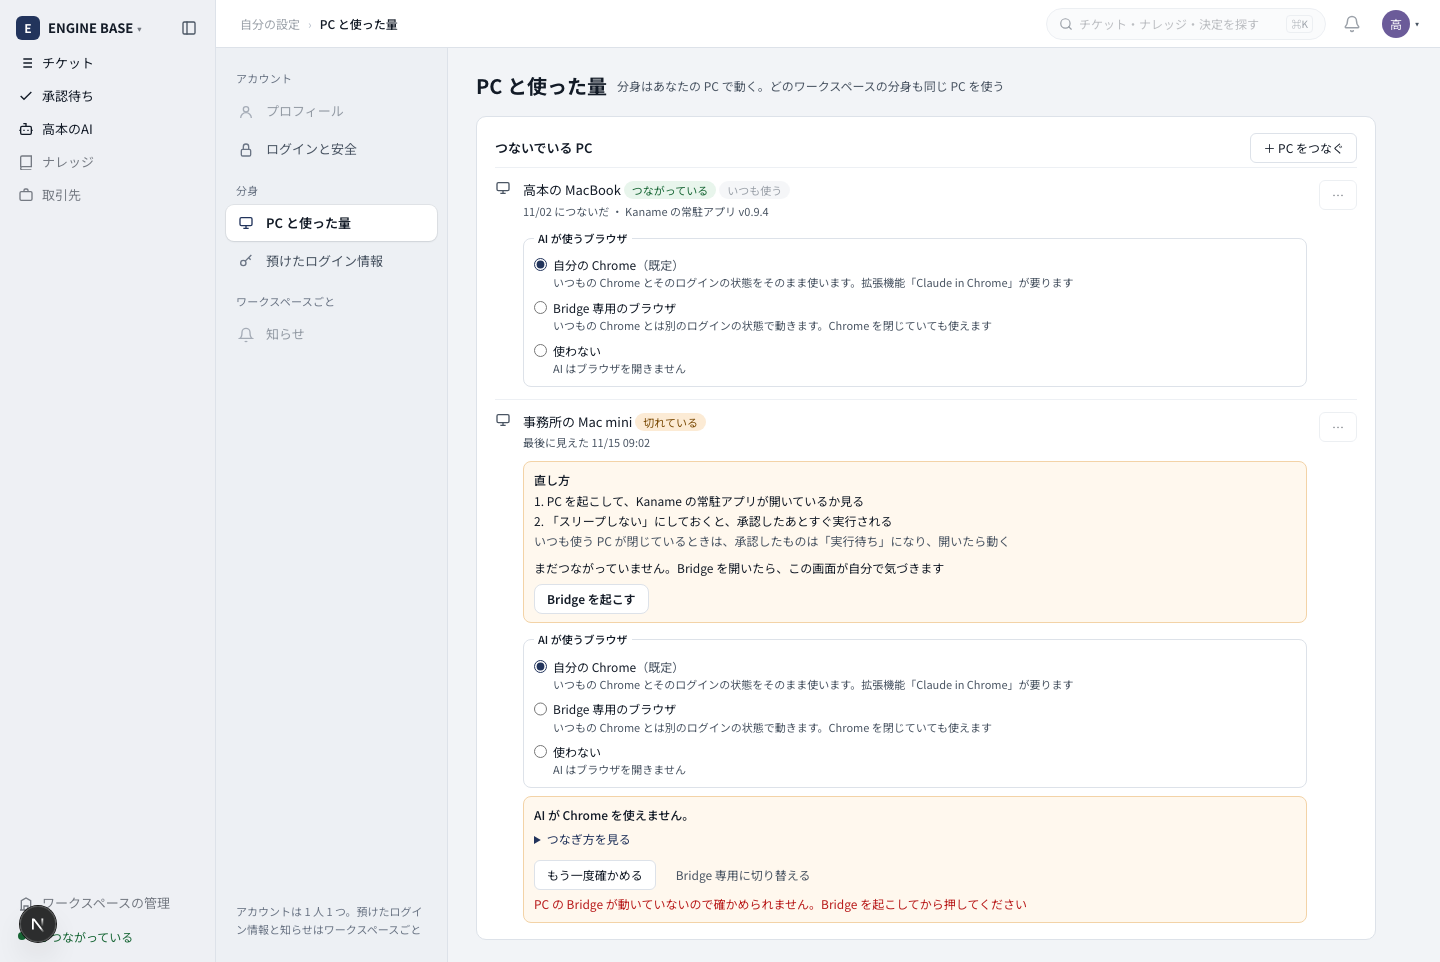 E ENGINE BASE
チケット
承認待ち
高本のAI
ナレッジ
取引先
ワークスペースの管理
N つながっている
自分の設定 › PC と使った量
チケット・ナレッジ・決定を探す ⌘K
高
アカウント
プロフィール
ログインと安全
分身
PC と使った量
預けたログイン情報
ワークスペースごと
知らせ
アカウントは 1 人 1 つ。預けたログイ
ン情報と知らせはワークスペースごと
PC と使った量 分身はあなたの PC で動く。どのワークスペースの分身も同じ PC を使う
つないでいる PC
+ PC をつなぐ
高本の MacBook つながっている いつも使う
…
11/02 につないだ ・ Kaname の常駐アプリ v0.9.4
AI が使うブラウザ
自分の Chrome（既定）
いつもの Chrome とそのログインの状態をそのまま使います。拡張機能「Claude in Chrome」が要ります
Bridge 専用のブラウザ
いつもの Chrome とは別のログインの状態で動きます。Chrome を閉じていても使えます
使わない
AI はブラウザを開きません
事務所の Mac mini 切れている
…
最後に見えた 11/15 09:02
直し方
1. PC を起こして、Kaname の常駐アプリが開いているか見る
2. 「スリープしない」にしておくと、承認したあとすぐ実行される
いつも使う PC が閉じているときは、承認したものは「実行待ち」になり、開いたら動く
まだつながっていません。Bridge を開いたら、この画面が自分で気づきます
Bridge を起こす
AI が使うブラウザ
自分の Chrome（既定）
いつもの Chrome とそのログインの状態をそのまま使います。拡張機能「Claude in Chrome」が要ります
Bridge 専用のブラウザ
いつもの Chrome とは別のログインの状態で動きます。Chrome を閉じていても使えます
使わない
AI はブラウザを開きません
AI が Chrome を使えません。
つなぎ方を見る
もう一度確かめる Bridge 専用に切り替える
PC の Bridge が動いていないので確かめられません。Bridge を起こしてから押してください